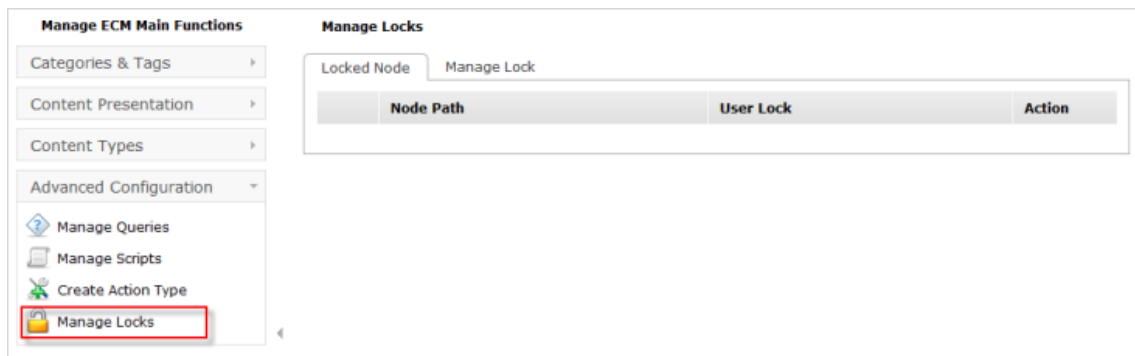 Manage ECM Main Functions
Categories & Tags
Content Presentation
Content Types
Advanced Configuration
Manage Queries
Manage Scripts
Create Action Type
Manage Locks
Manage Locks
Locked Node Manage Lock
Node Path User Lock Action